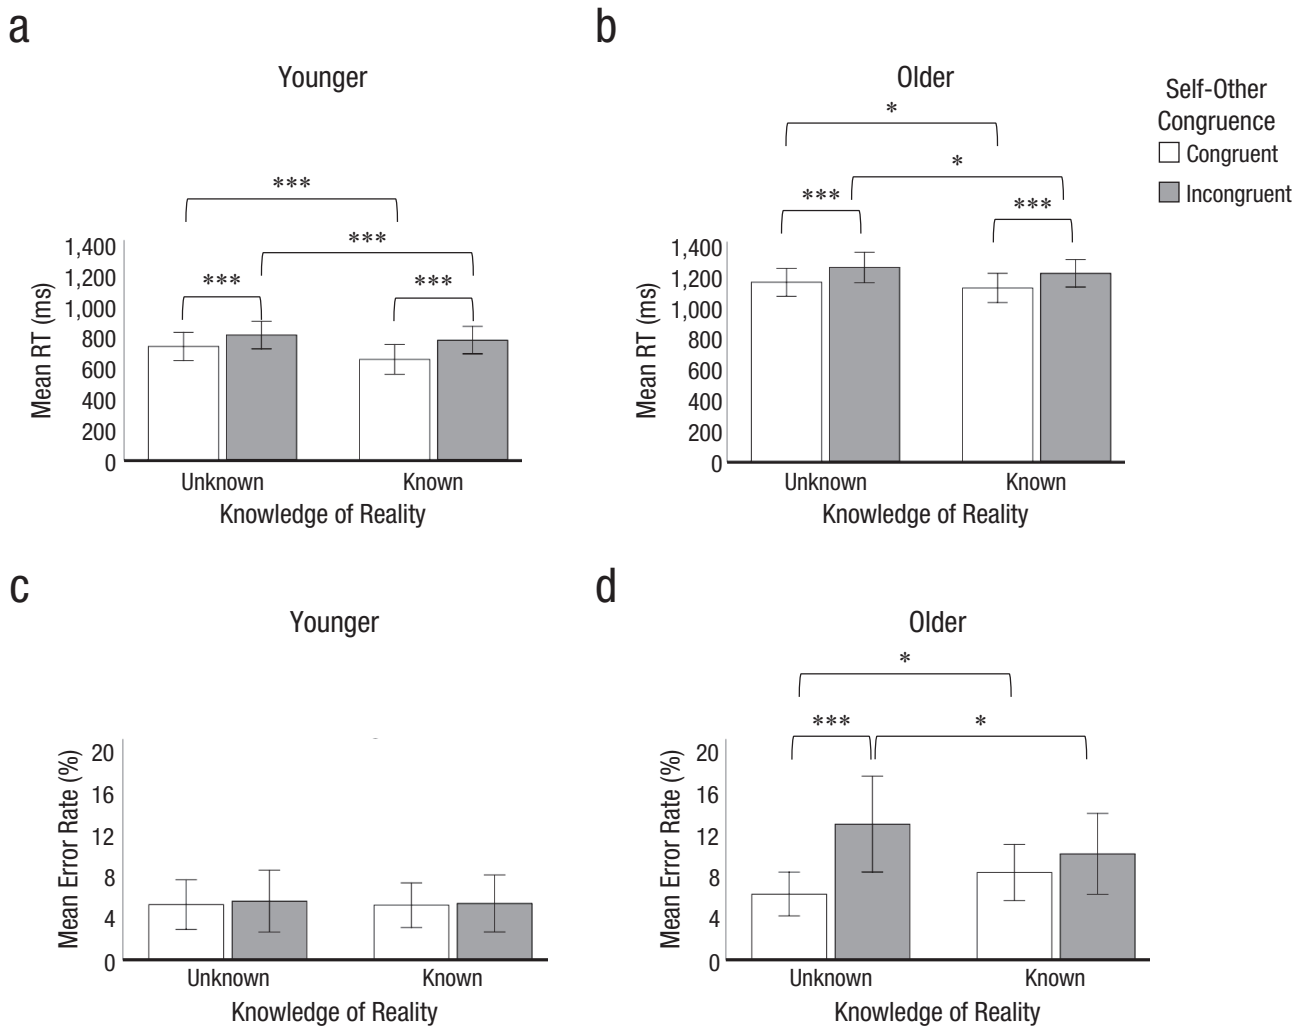 a
Younger
***
***
***
***
1,400
1,200
1,000
800
600
400
200
0
Mean RT (ms)
Unknown
Known
Knowledge of Reality
b
Older
*
*
***
***
1,400
1,200
1,000
800
600
400
200
0
Mean RT (ms)
Unknown
Known
Knowledge of Reality
Self-Other
Congruence
Congruent
Incongruent
c
Younger
20
16
12
8
4
0
Mean Error Rate (%)
Unknown
Known
Knowledge of Reality
d
Older
*
***
*
20
16
12
8
4
0
Mean Error Rate (%)
Unknown
Known
Knowledge of Reality